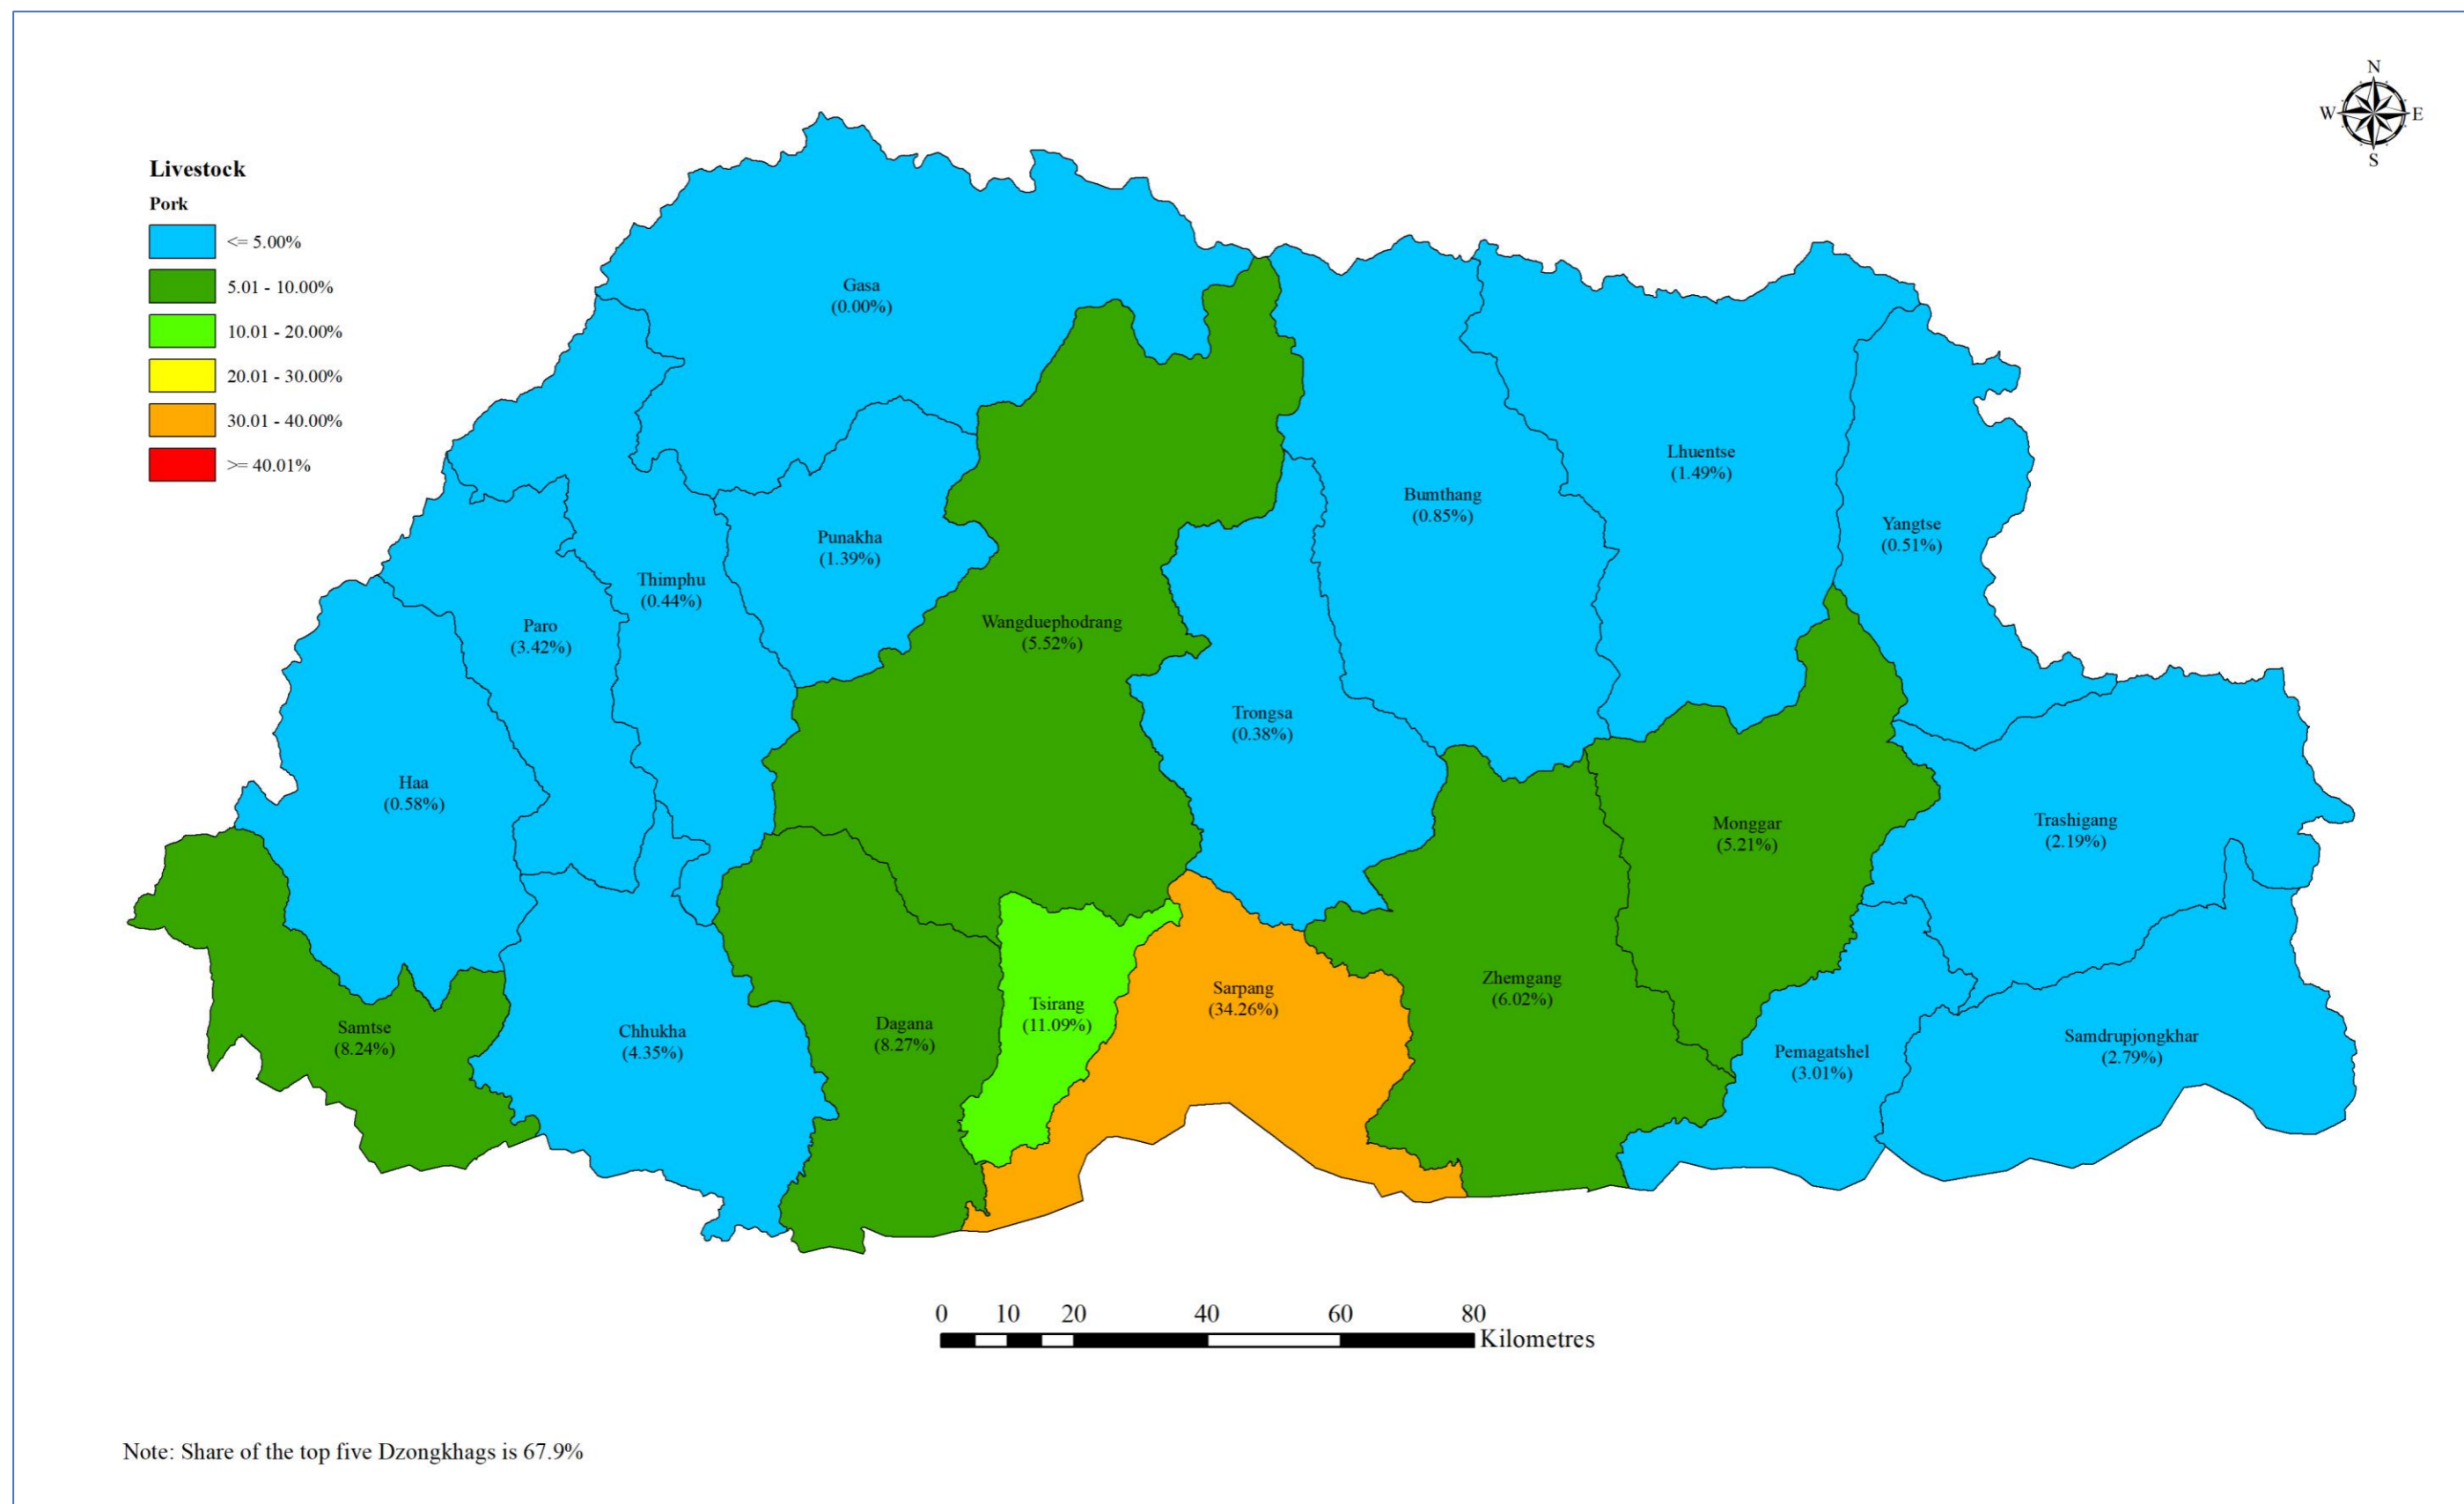 N
W
E
S
Livestock
Pork
<= 5.00%
5.01 - 10.00%
10.01 - 20.00%
20.01 - 30.00%
30.01 - 40.00%
>= 40.01%
Gasa
(0.00%)
Lhuentse
(1.49%)
Bumthang
(0.85%)
Yangtse
(0.51%)
Punakha
(1.39%)
Thimphu
(0.44%)
Paro
(3.42%)
Wangduephodrang
(5.52%)
Trongsa
(0.38%)
Haa
(0.58%)
Monggar
(5.21%)
Trashigang
(2.19%)
Zhemgang
(6.02%)
Sarpang
(34.26%)
Tsirang
(11.09%)
Dagana
(8.27%)
Samtse
(8.24%)
Chhukha
(4.35%)
Pemagatshel
(3.01%)
Samdrupjongkhar
(2.79%)
0 10 20 40 60 80
Kilometres
Note: Share of the top five Dzongkhags is 67.9%